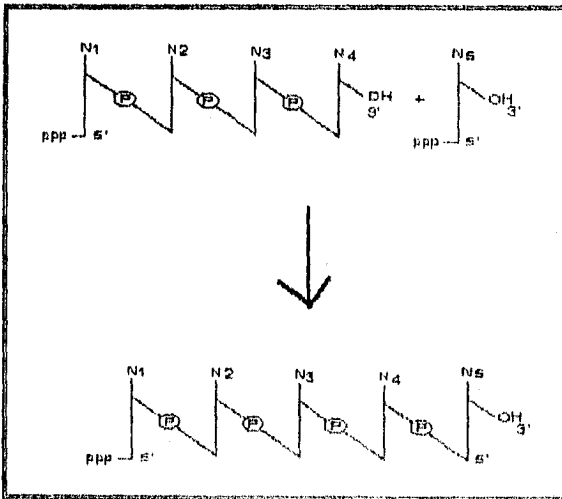 N1 N2 N3 N4 N5
P P P OH + OH
3' 3'
ppp 5' ppp 5'
N1 N2 N3 N4 N5
P P P P OH
3'
ppp 5' 5'